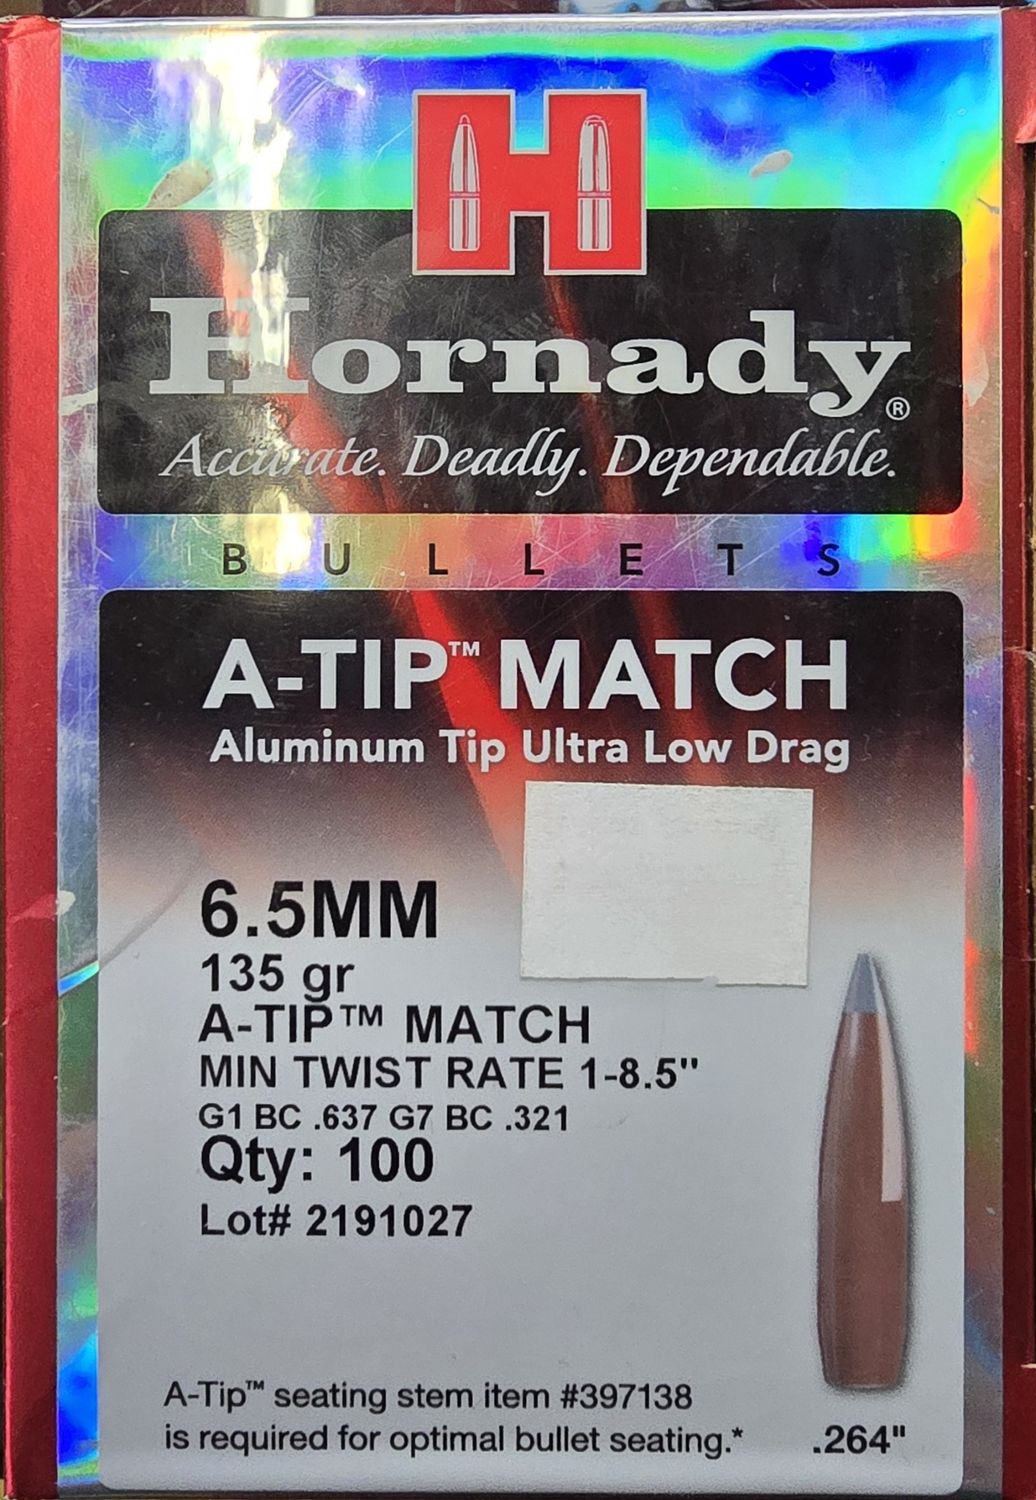 H
Hornady®
Accurate. Deadly. Dependable.
BULLETS
A-TIP™ MATCH
Aluminum Tip Ultra Low Drag
6.5MM
135 gr
A-TIP™ MATCH
MIN TWIST RATE 1-8.5"
G1 BC .637 G7 BC .321
Qty: 100
Lot# 2191027
A-Tip™ seating stem item #397138
is required for optimal bullet seating.*
.264"